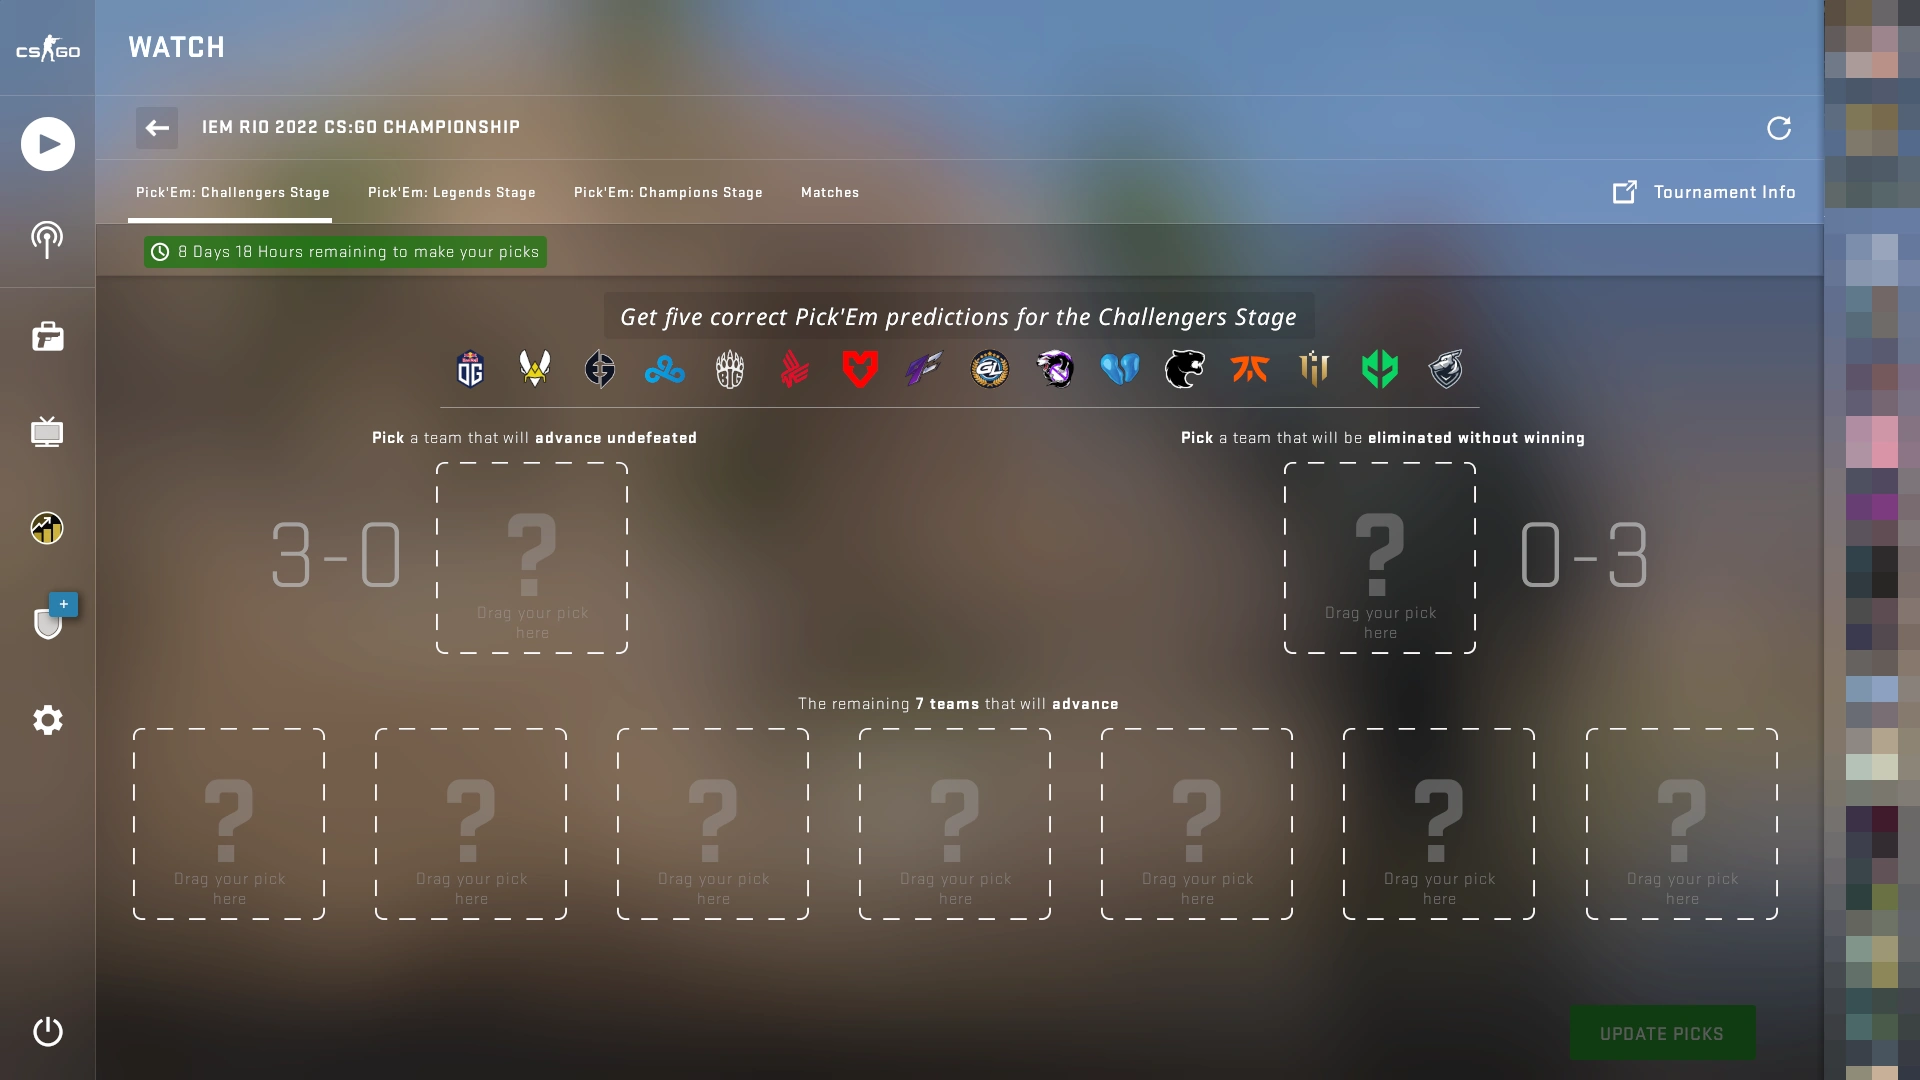 CS GO
WATCH
IEM RIO 2022 CS:GO CHAMPIONSHIP
Pick'Em: Challengers Stage
Pick'Em: Legends Stage
Pick'Em: Champions Stage
Matches
Tournament Info
8 Days 18 Hours remaining to make your picks
Get five correct Pick'Em predictions for the Challengers Stage
OG
GL
Pick a team that will advance undefeated
Pick a team that will be eliminated without winning
3-0
?
Drag your pick
here
?
Drag your pick
here
0-3
+
The remaining 7 teams that will advance
?
Drag your pick
here
?
Drag your pick
here
?
Drag your pick
here
?
Drag your pick
here
?
Drag your pick
here
?
Drag your pick
here
?
Drag your pick
here
UPDATE PICKS